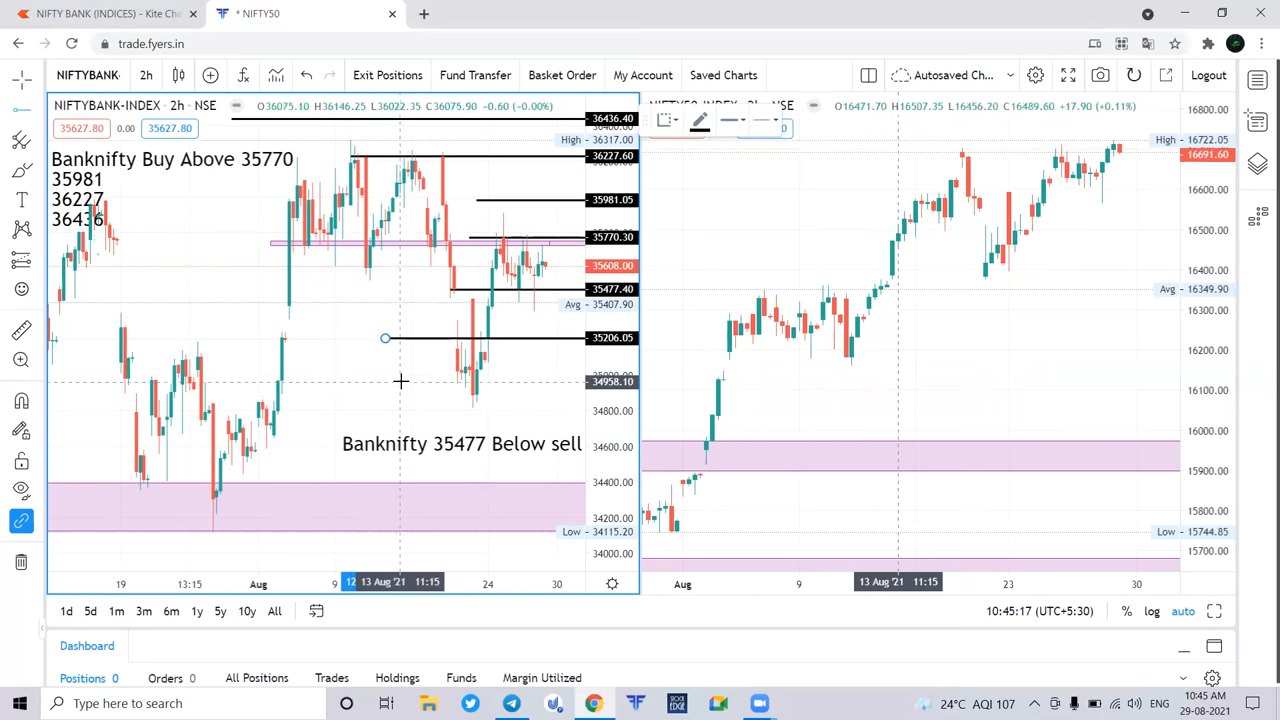 NIFTY BANK (INDICES) - Kite Cha
* NIFTY50
trade.fyers.in
NIFTYBANK- 2h Exit Positions Fund Transfer Basket Order My Account Saved Charts Autosaved Ch... Logout
NIFTYBANK-INDEX · 2h · NSE O36075.10 H36146.25 L36022.35 C36075.90 -0.60 (-0.00%)
O16471.70 H16507.35 L16456.20 C16489.60 +17.90 (+0.11%)
35627.80 0.00 35627.80
Banknifty Buy Above 35770
35981
36227
36436
Banknifty 35477 Below sell
36436.40
High 36317.00
36227.60
35981.05
35770.30
35608.00
35477.40
Avg 35407.90
35206.05
34958.10
34800.00
34600.00
34400.00
34200.00
Low 34115.20
34000.00
16800.00
High 16722.05
16691.60
16600.00
16500.00
16400.00
Avg 16349.90
16300.00
16200.00
16100.00
16000.00
15900.00
15800.00
Low 15744.85
15700.00
19 13:15 Aug 9 12 13 Aug '21 11:15 24 30
Aug 9 13 Aug '21 11:15 23 30
1d 5d 1m 3m 6m 1y 5y 10y All 10:45:17 (UTC+5:30) % log auto
Dashboard
Positions 0 Orders 0 All Positions Trades Holdings Funds Margin Utilized
Type here to search
STOCK EDGE
24°C AQI 107 ENG 10:45 AM
29-08-2021